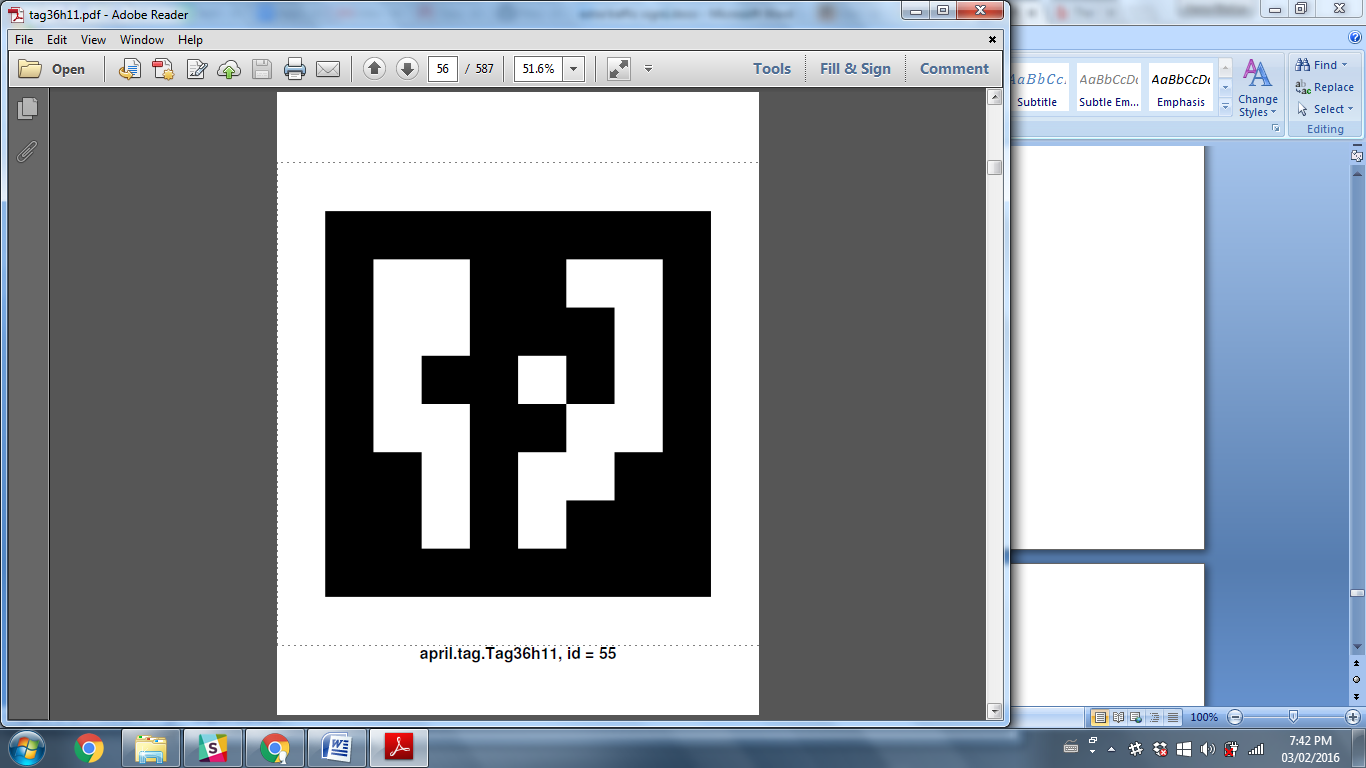 tag36h11.pdf - Adobe Reader
File Edit View Window Help
Open 56 / 587 51.6% Tools Fill & Sign Comment
AaBbCc. AaBbCcDc AaBbCcDc
Subtitle Subtle Em... Emphasis
Change Styles
Find
Replace
Select
Editing
april.tag.Tag36h11, id = 55
100%
7:42 PM
03/02/2016